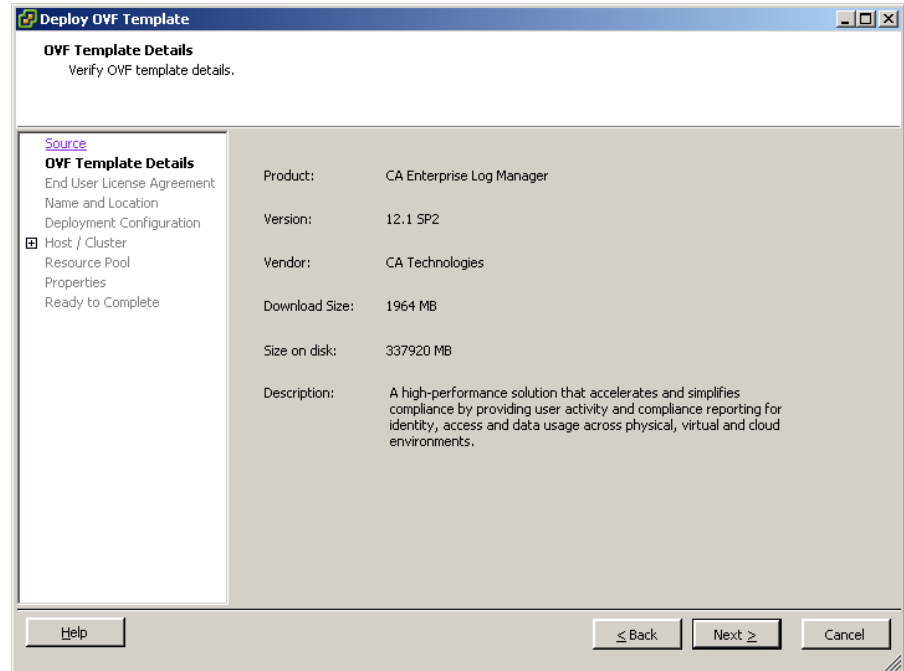 Deploy OVF Template
OVF Template Details
Verify OVF template details.
Source
OVF Template Details
End User License Agreement
Name and Location
Deployment Configuration
Host / Cluster
Resource Pool
Properties
Ready to Complete
Product: CA Enterprise Log Manager
Version: 12.1 SP2
Vendor: CA Technologies
Download Size: 1964 MB
Size on disk: 337920 MB
Description: A high-performance solution that accelerates and simplifies
compliance by providing user activity and compliance reporting for
identity, access and data usage across physical, virtual and cloud
environments.
Help
< Back
Next >
Cancel